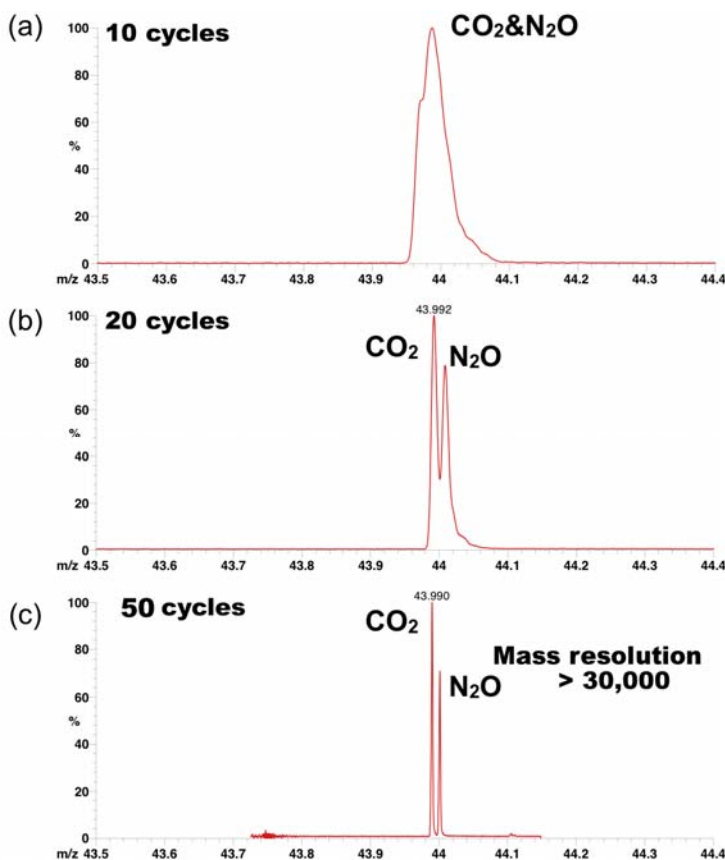 (a)
10 cycles
CO₂&N₂O
100
80
60
%
40
20
0
m/z 43.5 43.6 43.7 43.8 43.9 44 44.1 44.2 44.3 44.4
(b)
20 cycles
43.992
CO₂
N₂O
100
80
60
%
40
20
0
m/z 43.5 43.6 43.7 43.8 43.9 44 44.1 44.2 44.3 44.4
(c)
50 cycles
43.990
CO₂
N₂O
Mass resolution
> 30,000
100
80
60
%
40
20
0
m/z 43.5 43.6 43.7 43.8 43.9 44 44.1 44.2 44.3 44.4